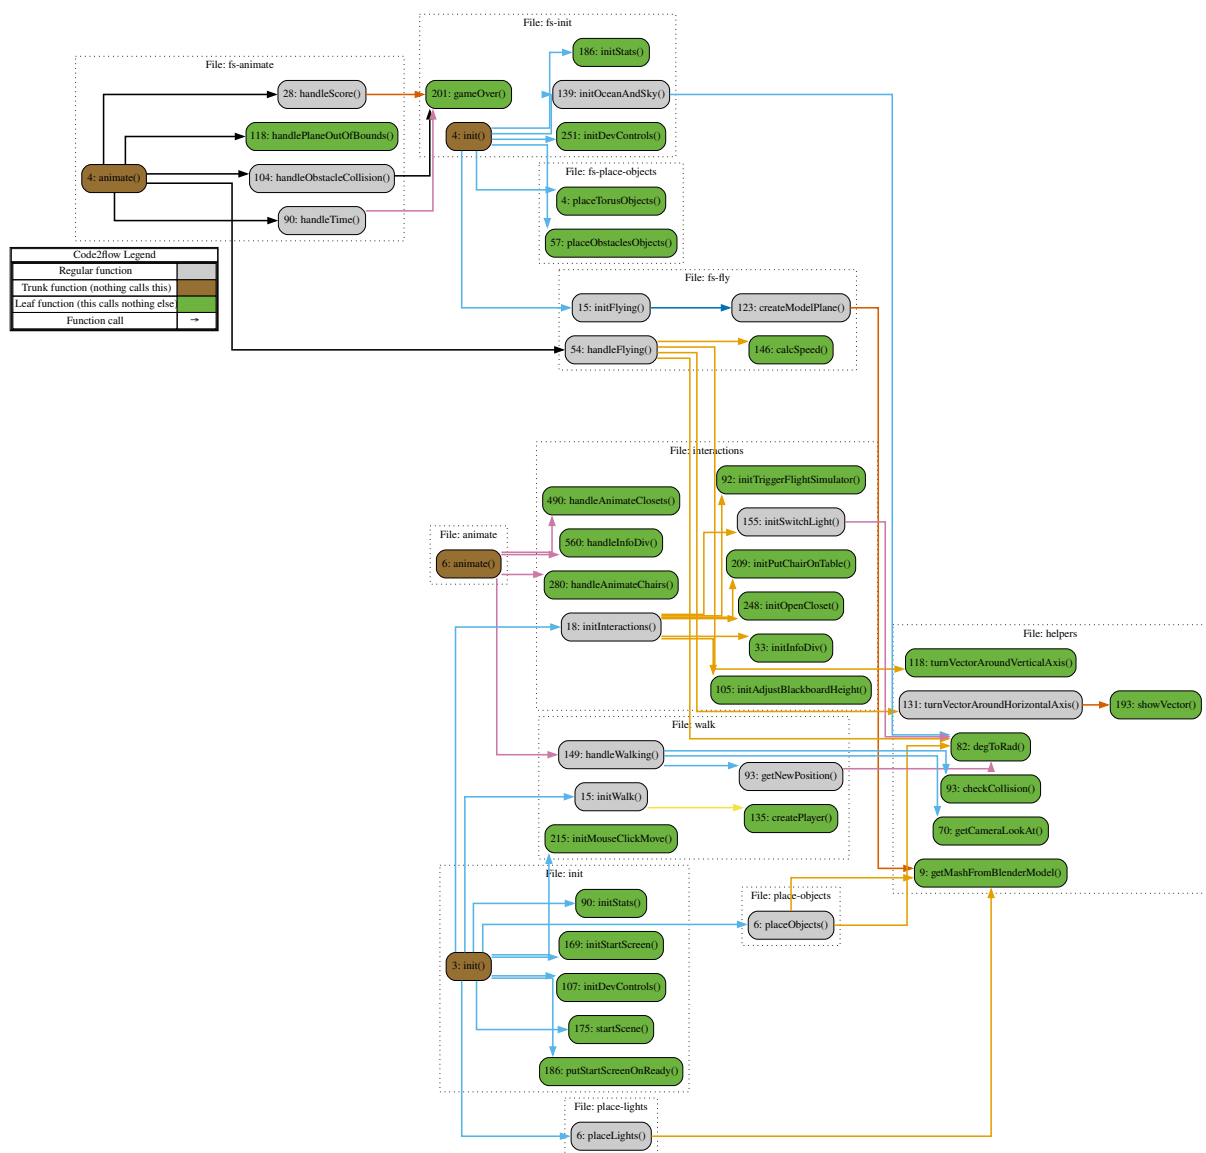 File: fs-init
186: initStats()
File: fs-animate
28: handleScore()
201: gameOver()
139: initOceanAndSky()
118: handlePlaneOutOfBounds()
4: init()
251: initDevControls()
4: animate()
104: handleObstacleCollision()
File: fs-place-objects
4: placeTorusObjects()
90: handleTime()
57: placeObstaclesObjects()
Code2flow Legend
Regular function
Trunk function (nothing calls this)
Leaf function (this calls nothing else)
Function call →
File: fs-fly
15: initFlying()
123: createModelPlane()
54: handleFlying()
146: calcSpeed()
File: interactions
92: initTriggerFlightSimulator()
490: handleAnimateClosets()
155: initSwitchLight()
File: animate
560: handleInfoDiv()
6: animate()
209: initPutChairOnTable()
280: handleAnimateChairs()
248: initOpenCloset()
18: initInteractions()
33: initInfoDiv()
105: initAdjustBlackboardHeight()
File: helpers
118: turnVectorAroundVerticalAxis()
131: turnVectorAroundHorizontalAxis()
193: showVector()
File: walk
149: handleWalking()
82: degToRad()
93: getNewPosition()
93: checkCollision()
15: initWalk()
135: createPlayer()
70: getCameraLookAt()
215: initMouseClickMove()
9: getMashFromBlenderModel()
File: init
90: initStats()
File: place-objects
6: placeObjects()
169: initStartScreen()
3: init()
107: initDevControls()
175: startScene()
186: putStartScreenOnReady()
File: place-lights
6: placeLights()